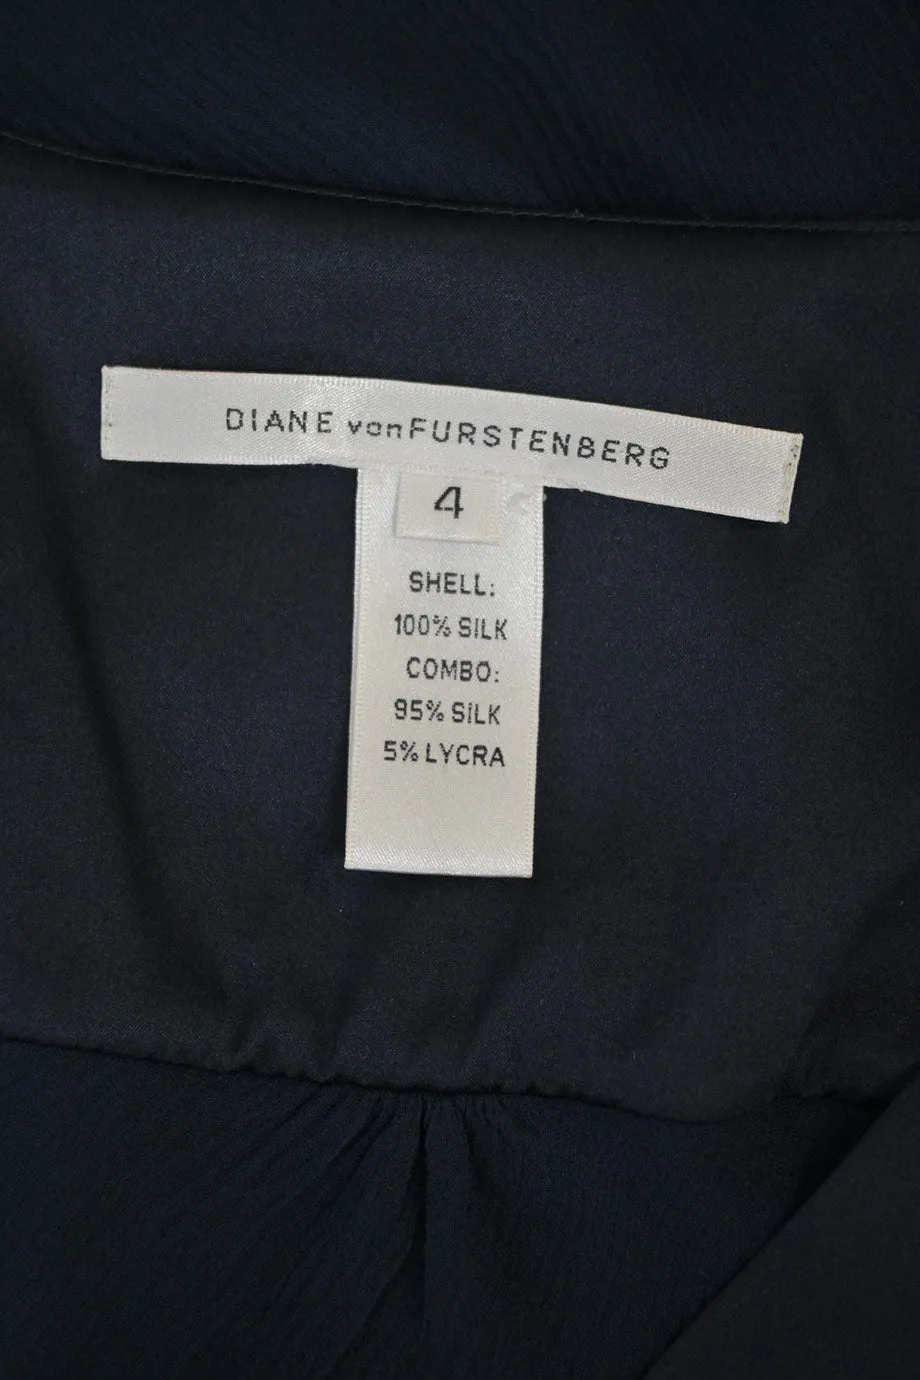 DIANE vonFURSTENBERG
4
SHELL:
100% SILK
COMBO:
95% SILK
5% LYCRA